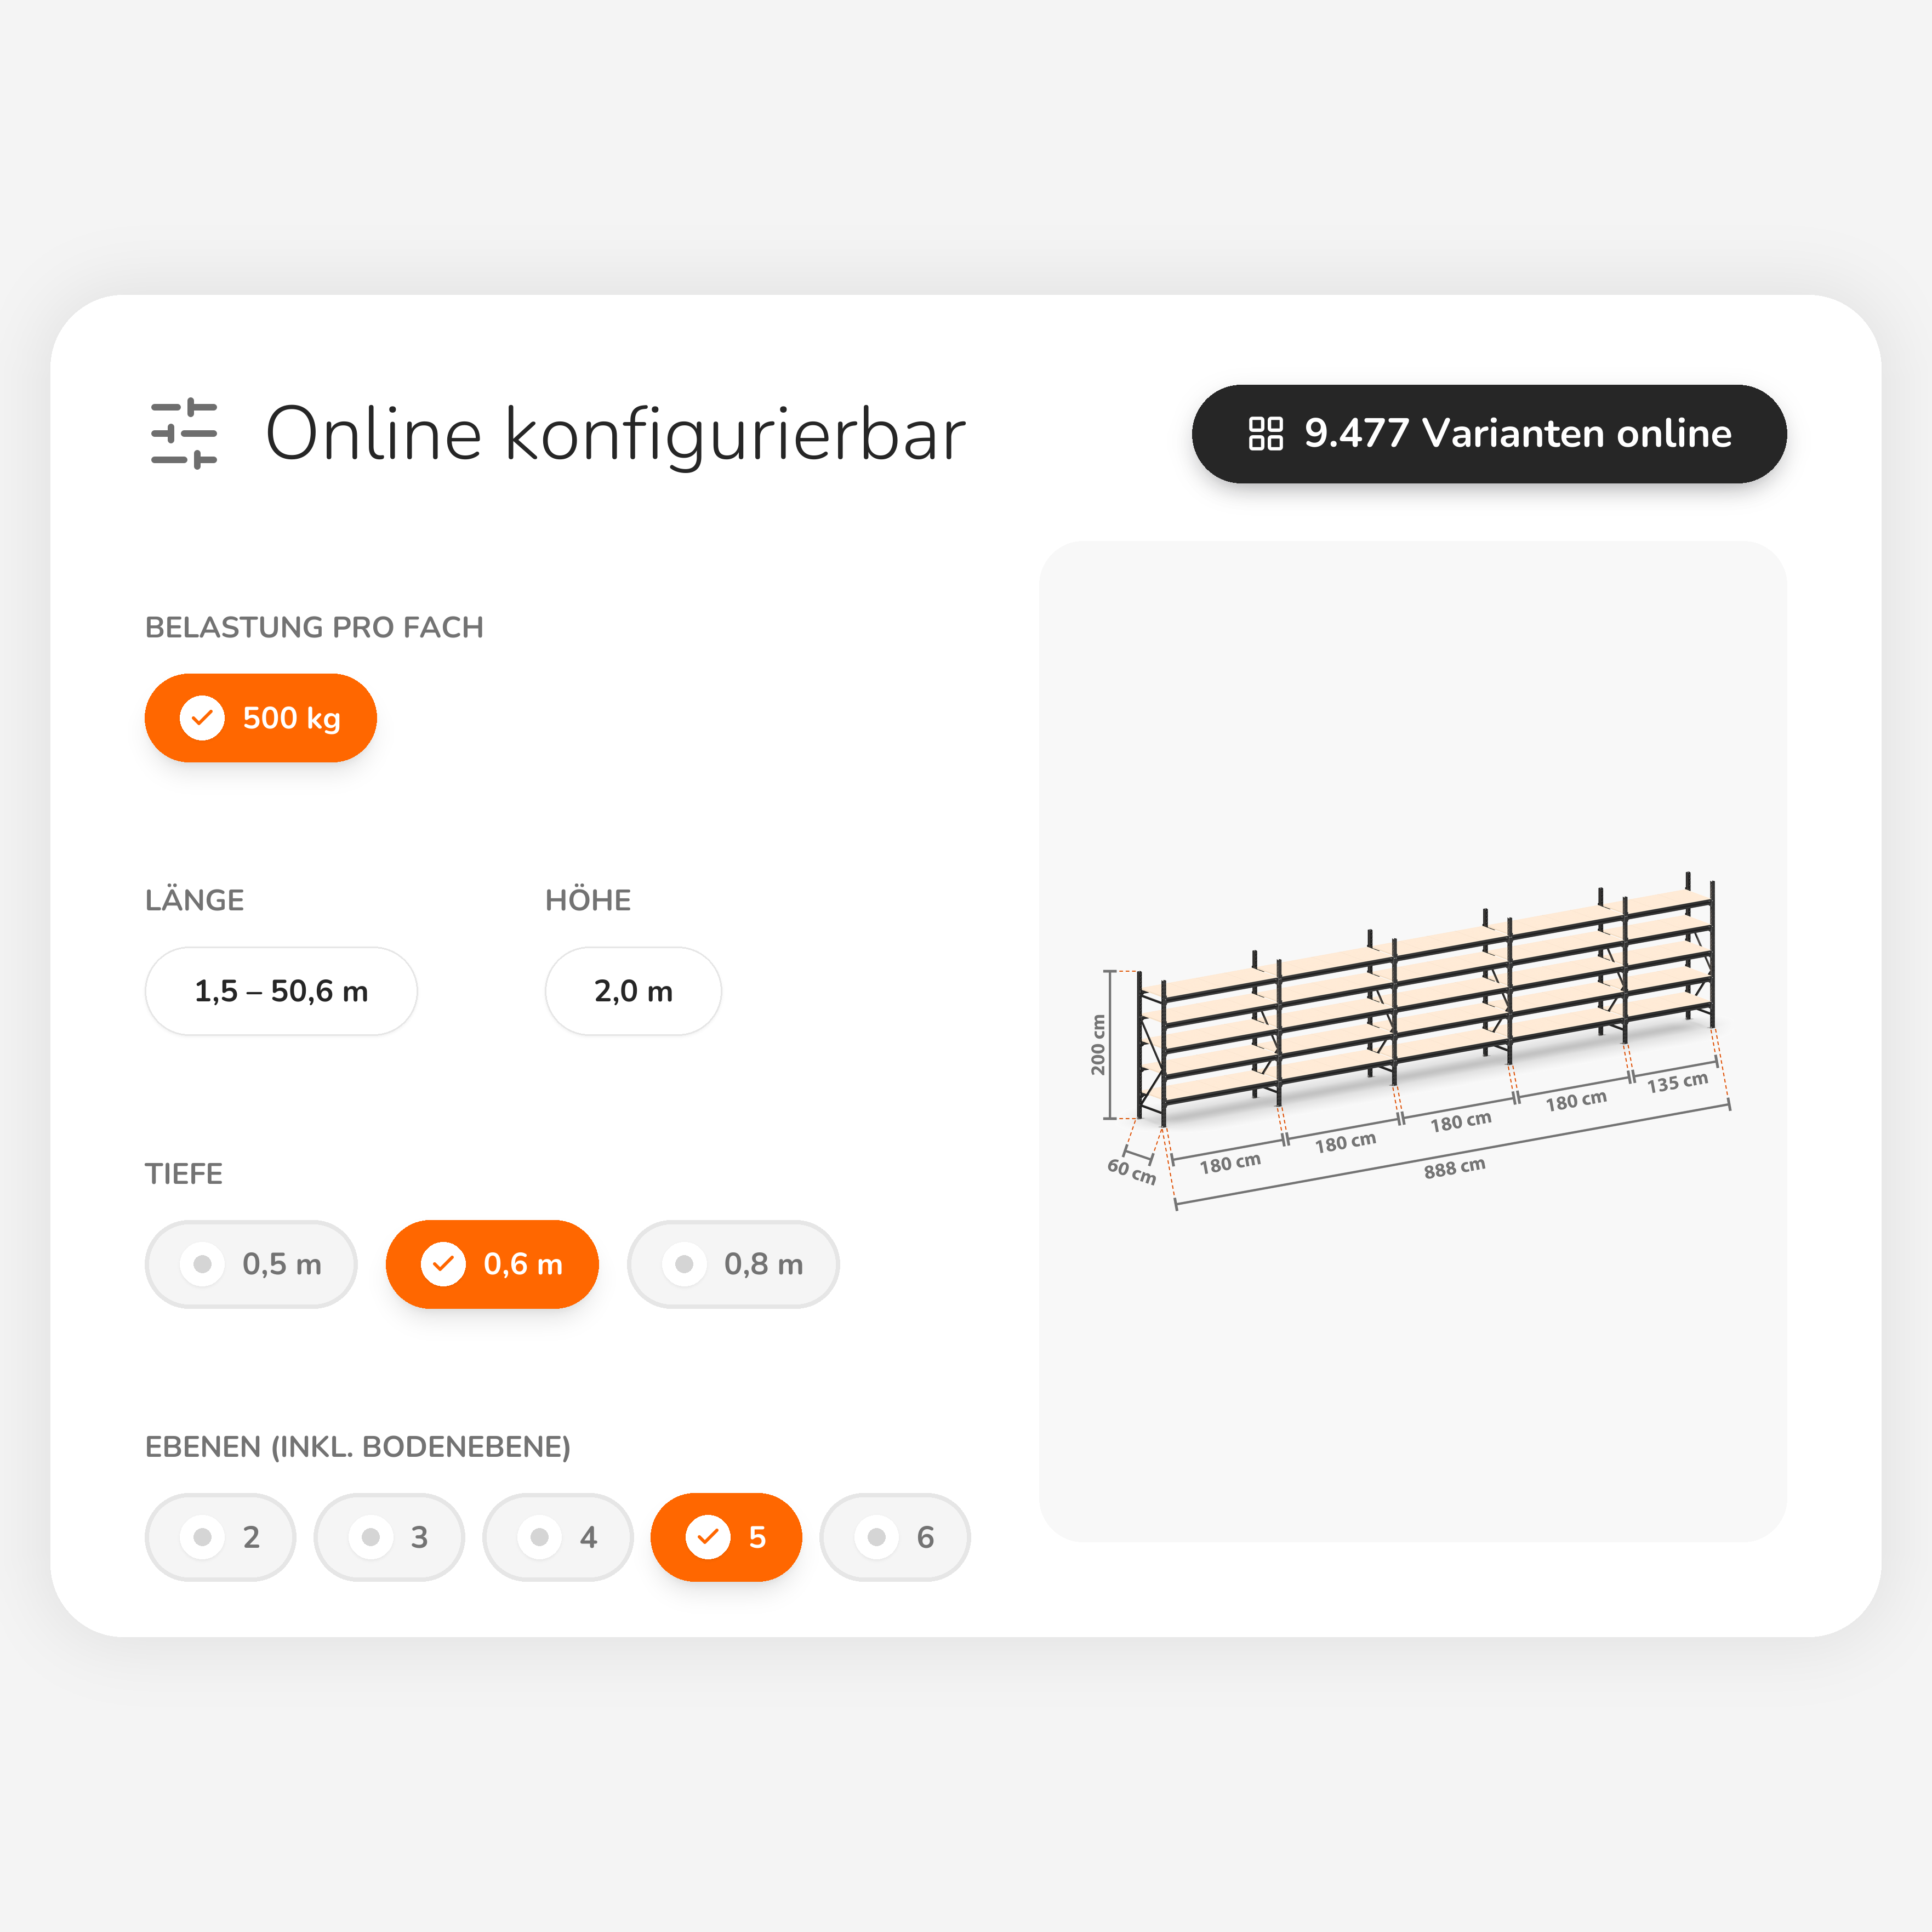 Online konfigurierbar
9.477 Varianten online
BELASTUNG PRO FACH
500 kg
LÄNGE
HÖHE
1,5 – 50,6 m
2,0 m
TIEFE
0,5 m
0,6 m
0,8 m
EBENEN (INKL. BODENEBENE)
2
3
4
5
6
200 cm
60 cm
180 cm
180 cm
180 cm
180 cm
135 cm
888 cm